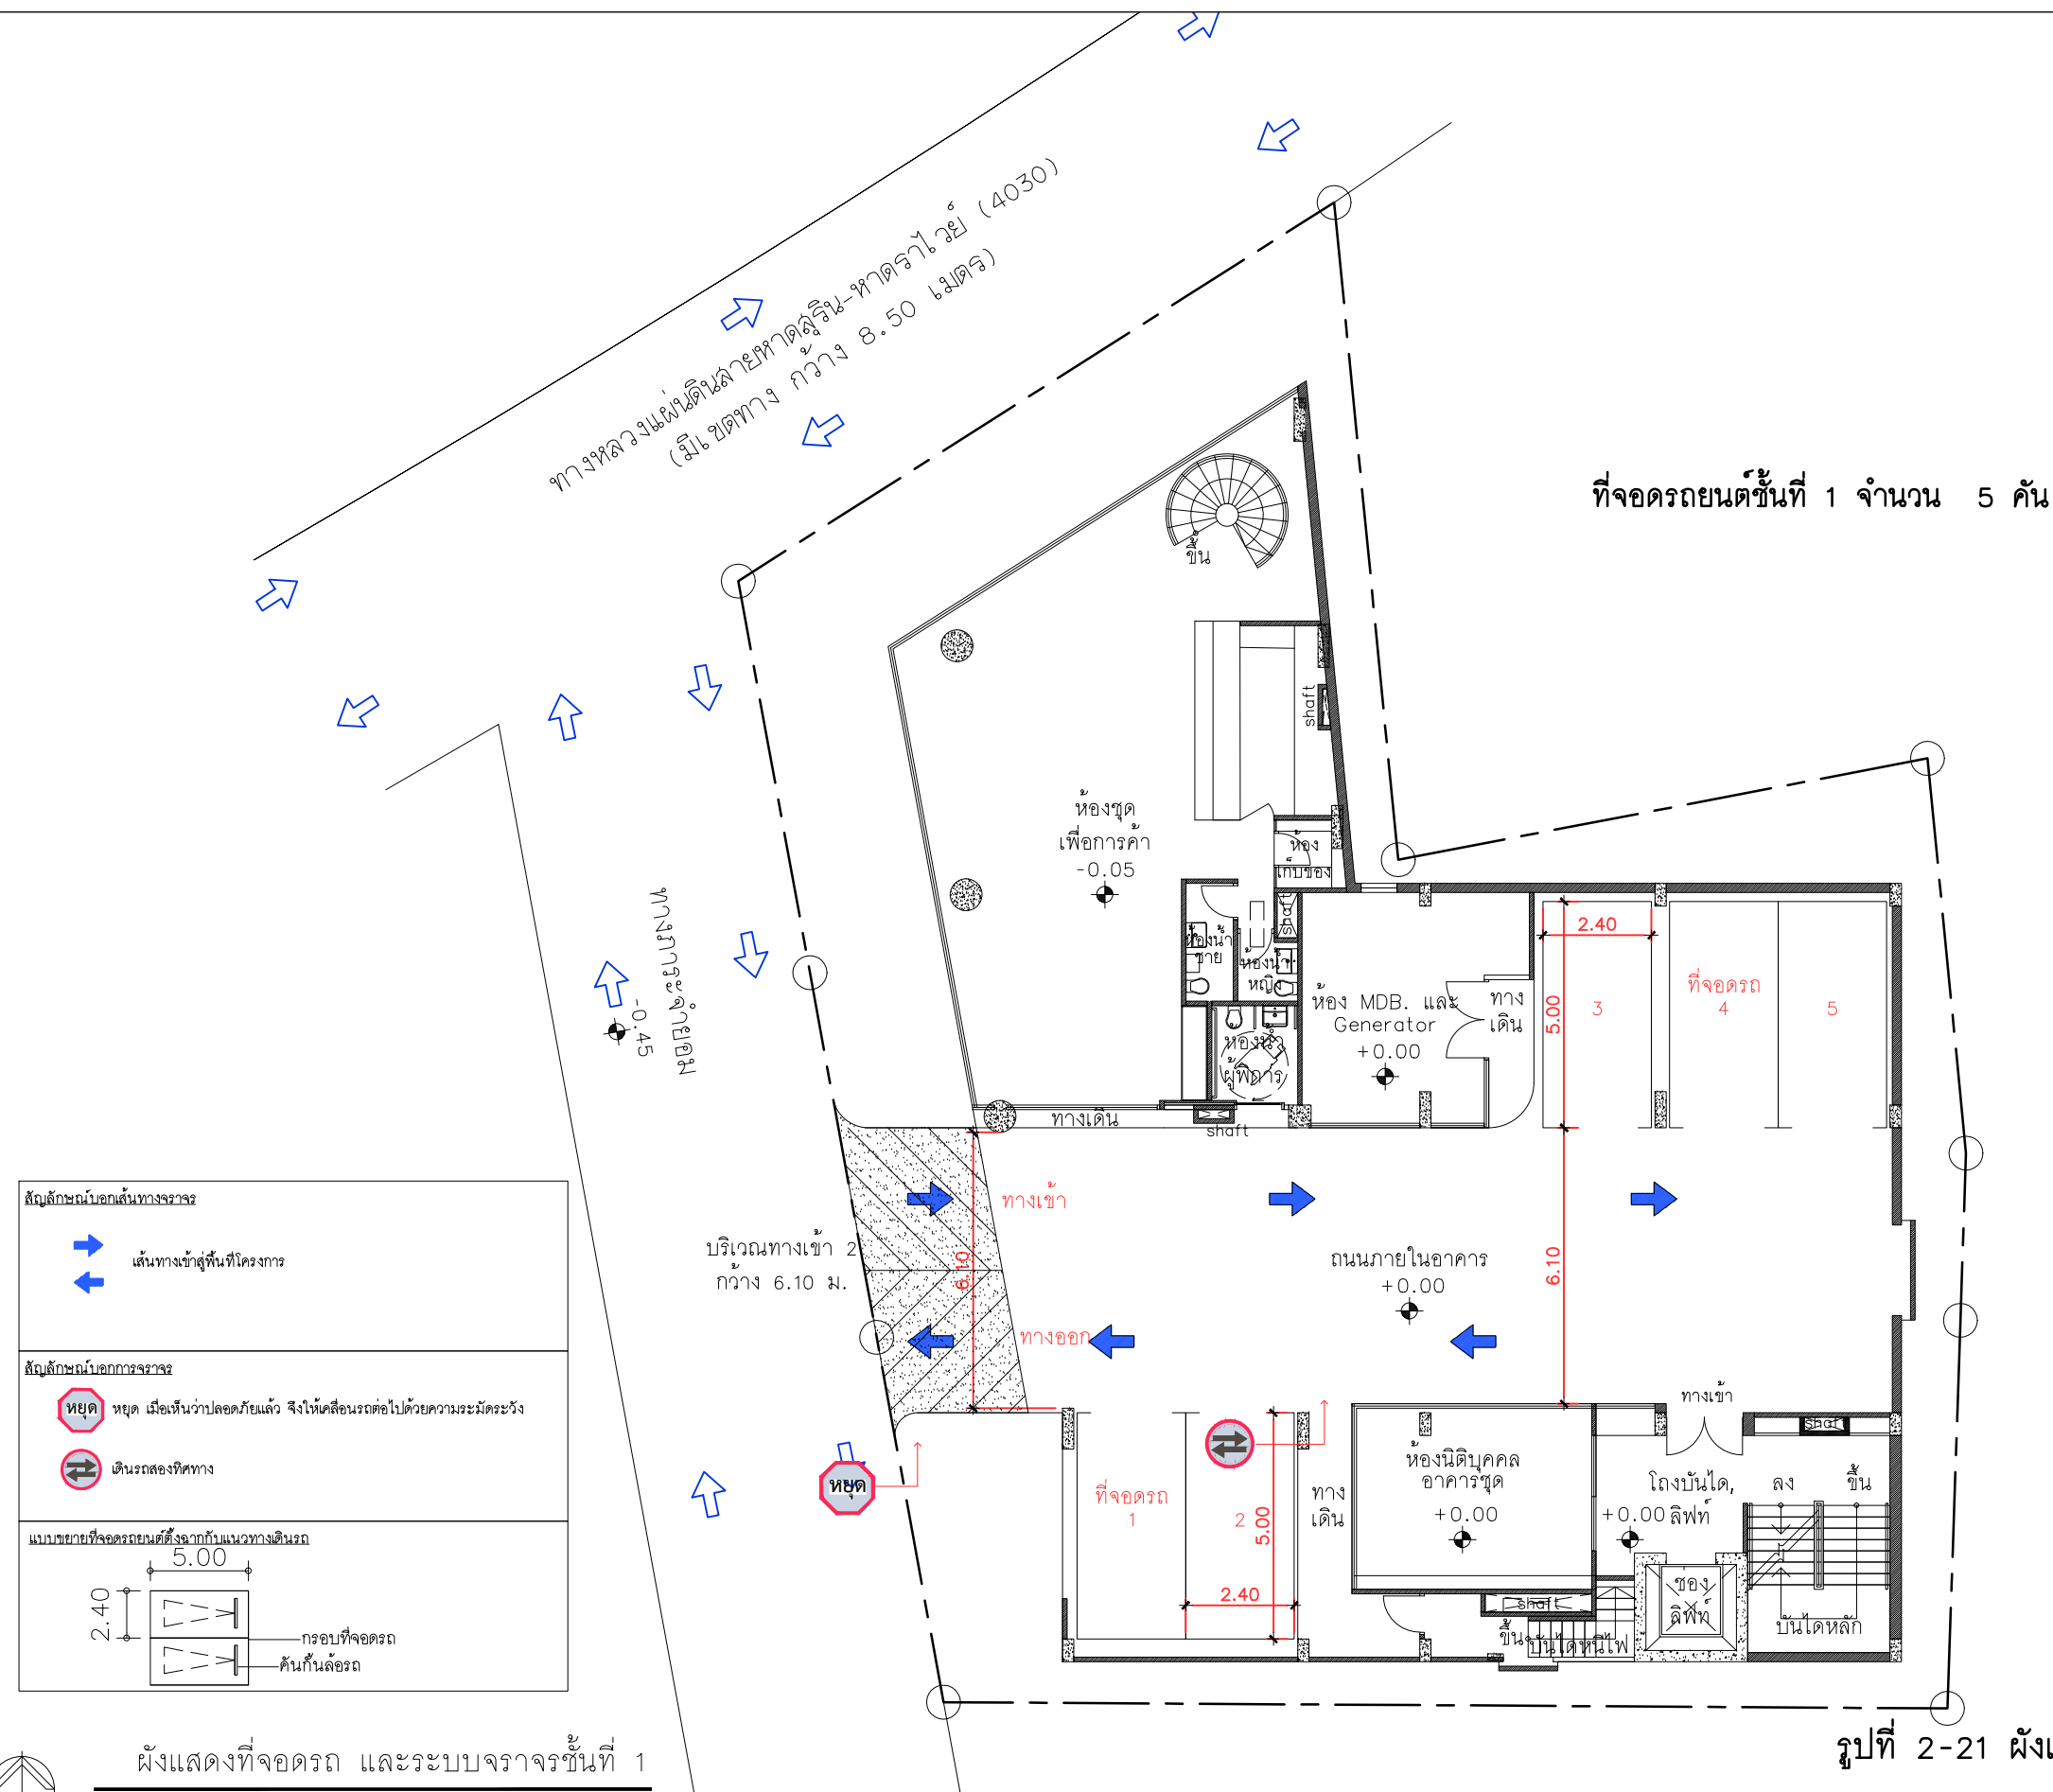 ทางหลวงแผ่นดินสายหาดสุริน-หาดราไวย์ (4030)
(มีเขตทาง กว้าง 8.50 เมตร)
ที่จอดรถยนต์ชั้นที่ 1 จำนวน 5 คัน
ขึ้น
shaft
ห้องชุด
เพื่อการค้า
-0.05
ห้อง
เก็บของ
shaft
ห้องน้ำ
ชาย
ห้องน้ำ
หญิง
ห้องน้ำ
ผู้พิการ
ห้อง MDB. และ
Generator
+0.00
ทาง
เดิน
2.40
5.00
3
ที่จอดรถ
4
5
ทางภาระจำยอม
-0.45
ทางเดิน
shaft
ทางเข้า
บริเวณทางเข้า 2
กว้าง 6.10 ม.
6.10
ถนนภายในอาคาร
+0.00
6.10
ทางออก
ทางเข้า
shaft
หยุด
ที่จอดรถ
1
2
5.00
2.40
ทาง
เดิน
ห้องนิติบุคคล
อาคารชุด
+0.00
โถงบันได,
ลิฟท์
+0.00
ลง
ขึ้น
ช่อง
ลิฟท์
บันไดหลัก
shaft
ขึ้น
บันไดหนีไฟ
สัญลักษณ์บอกเส้นทางจราจร
เส้นทางเข้าสู่พื้นที่โครงการ
สัญลักษณ์บอกการจราจร
หยุด
หยุด เมื่อเห็นว่าปลอดภัยแล้ว จึงให้เคลื่อนรถต่อไปด้วยความระมัดระวัง
เดินรถสองทิศทาง
แบบขยายที่จอดรถยนต์ตั้งฉากกับแนวทางเดินรถ
5.00
2.40
กรอบที่จอดรถ
คันกั้นล้อรถ
ผังแสดงที่จอดรถ และระบบจราจรชั้นที่ 1
รูปที่ 2-21 ผังแ